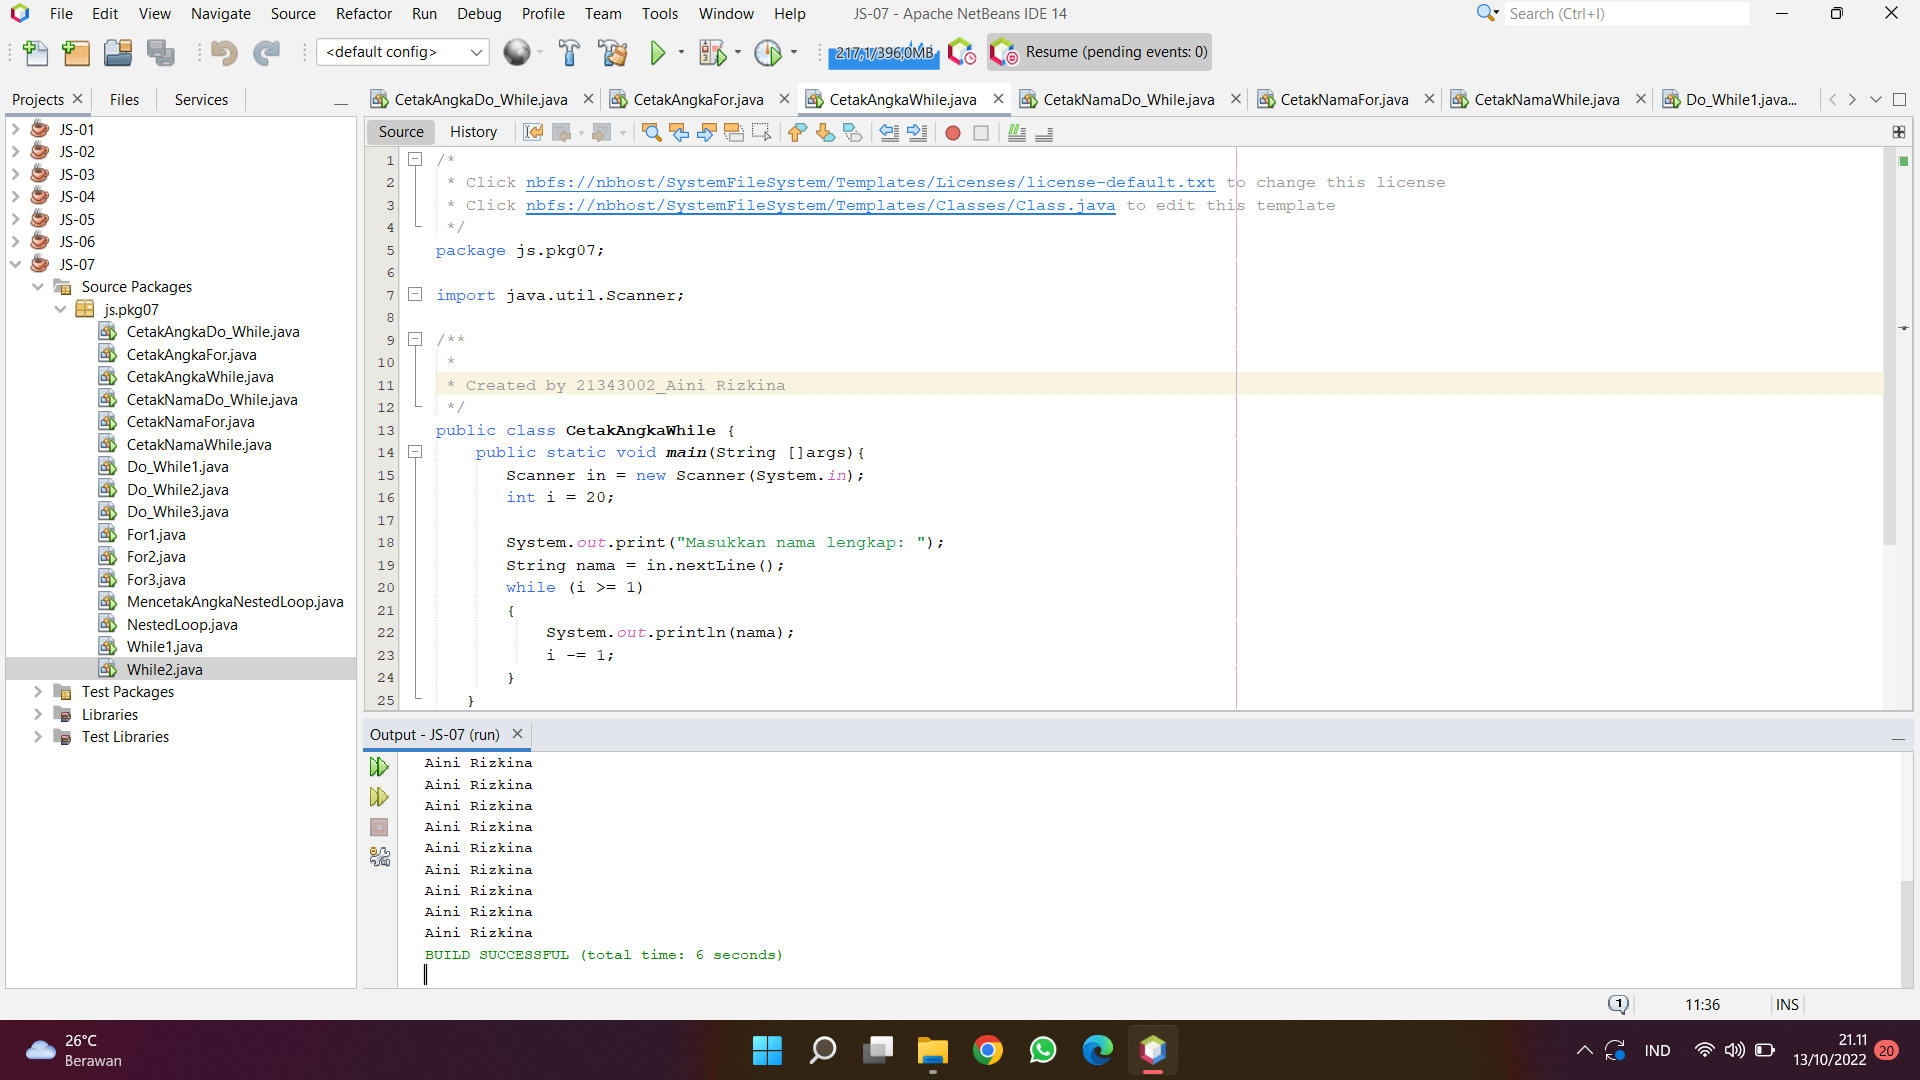 File Edit View Navigate Source Refactor Run Debug Profile Team Tools Window Help JS-07 - Apache NetBeans IDE 14 Search (Ctrl+I)
<default config> 217,1/396,0MB Resume (pending events: 0)
Projects Files Services
CetakAngkaDo_While.java CetakAngkaFor.java CetakAngkaWhile.java CetakNamaDo_While.java CetakNamaFor.java CetakNamaWhile.java Do_While1.java...
Source History
JS-01
JS-02
JS-03
JS-04
JS-05
JS-06
JS-07
Source Packages
js.pkg07
CetakAngkaDo_While.java
CetakAngkaFor.java
CetakAngkaWhile.java
CetakNamaDo_While.java
CetakNamaFor.java
CetakNamaWhile.java
Do_While1.java
Do_While2.java
Do_While3.java
For1.java
For2.java
For3.java
MencetakAngkaNestedLoop.java
NestedLoop.java
While1.java
While2.java
Test Packages
Libraries
Test Libraries
1 /*
2 * Click nbfs://nbhost/SystemFileSystem/Templates/Licenses/license-default.txt to change this license
3 * Click nbfs://nbhost/SystemFileSystem/Templates/Classes/Class.java to edit this template
4 */
5 package js.pkg07;
6
7 import java.util.Scanner;
8
9 /**
10 *
11 * Created by 21343002_Aini Rizkina
12 */
13 public class CetakAngkaWhile {
14 public static void main(String []args){
15 Scanner in = new Scanner(System.in);
16 int i = 20;
17
18 System.out.print("Masukkan nama lengkap: ");
19 String nama = in.nextLine();
20 while (i >= 1)
21 {
22 System.out.println(nama);
23 i -= 1;
24 }
25 }
Output - JS-07 (run)
Aini Rizkina
Aini Rizkina
Aini Rizkina
Aini Rizkina
Aini Rizkina
Aini Rizkina
Aini Rizkina
Aini Rizkina
Aini Rizkina
BUILD SUCCESSFUL (total time: 6 seconds)
1 11:36 INS
26°C
Berawan
IND
21.11
13/10/2022
20